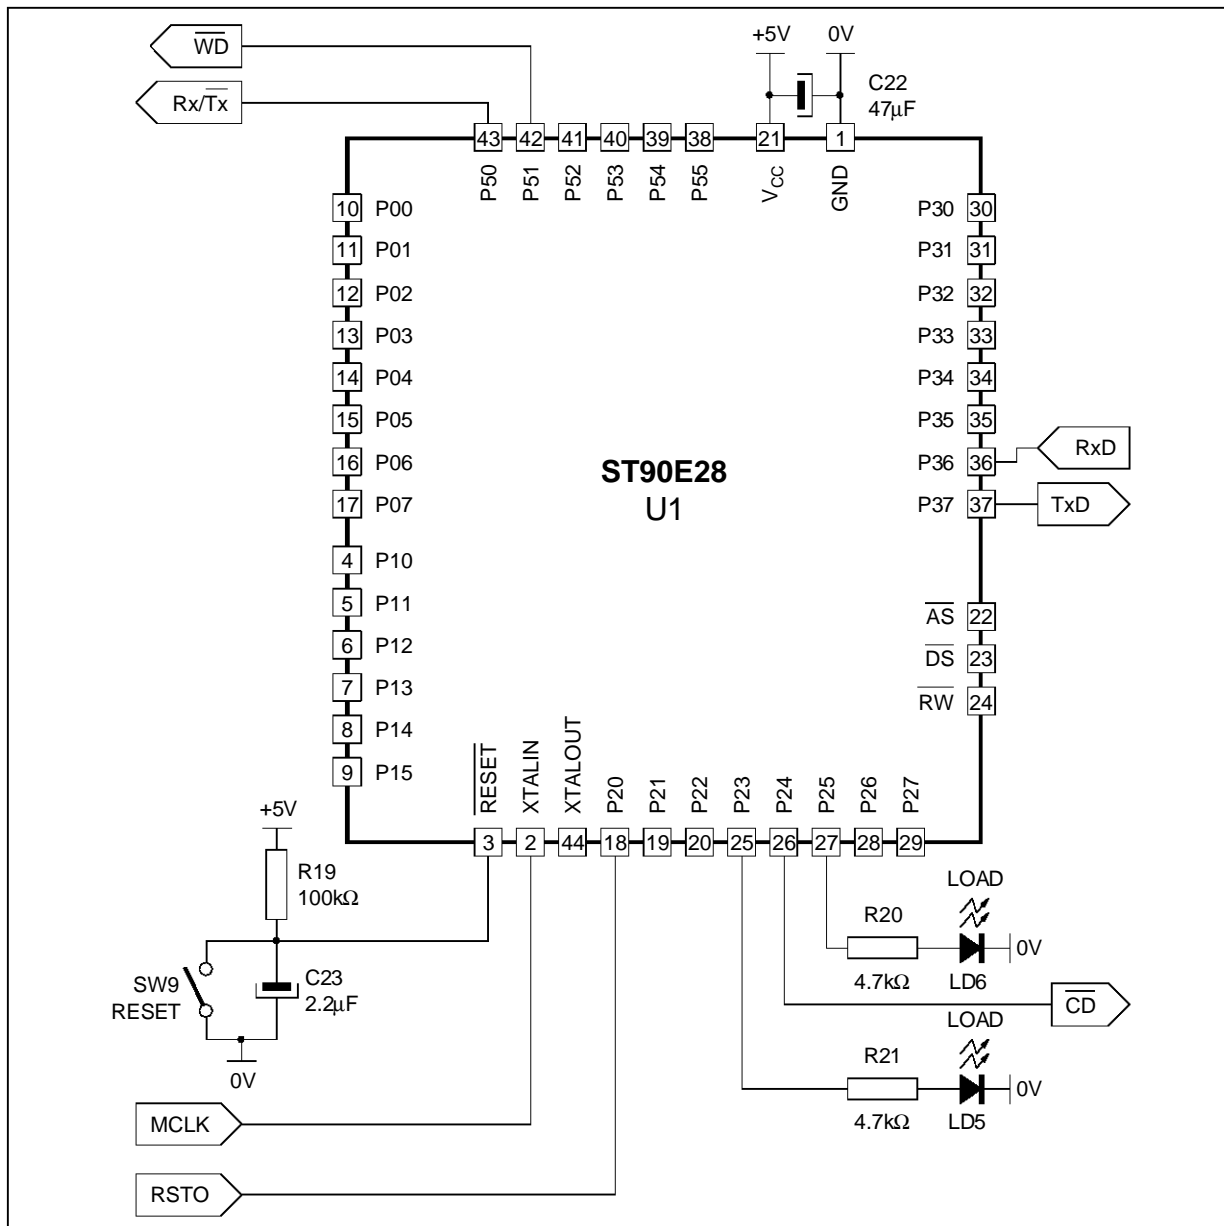 WD
+5V
0V
Rx/Tx
C22
47µF
43
42
41
40
39
38
21
1
P50
P51
P52
P53
P54
P55
VCC
GND
10 P00
11 P01
12 P02
13 P03
14 P04
15 P05
16 P06
17 P07
4 P10
5 P11
6 P12
7 P13
8 P14
9 P15
P30 30
P31 31
P32 32
P33 33
P34 34
P35 35
P36 36
P37 37
RxD
TxD
ST90E28
U1
AS 22
DS 23
RW 24
RESET
XTALIN
XTALOUT
P20
P21
P22
P23
P24
P25
P26
P27
3
2
44
18
19
20
25
26
27
28
29
+5V
R19
100kΩ
SW9
RESET
C23
2.2µF
0V
LOAD
R20
0V
4.7kΩ
LD6
CD
LOAD
R21
0V
4.7kΩ
LD5
MCLK
RSTO